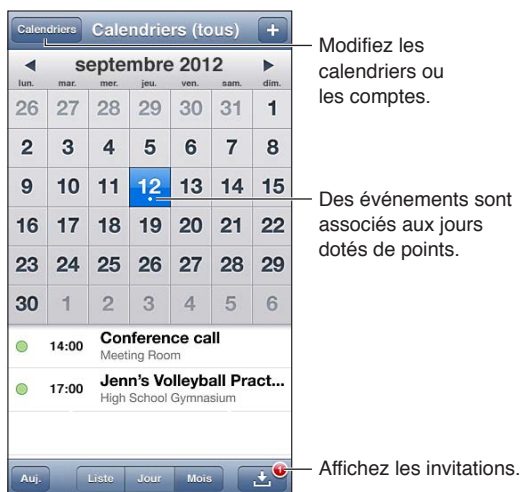 Calendriers Calendriers (tous) +
Modifiez les
calendriers ou
les comptes.
septembre 2012
lun. mar. mer. jeu. ven. sam. dim.
26 27 28 29 30 31 1
2 3 4 5 6 7 8
9 10 11 12 13 14 15
16 17 18 19 20 21 22
23 24 25 26 27 28 29
30 1 2 3 4 5 6
Des événements sont
associés aux jours
dotés de points.
14:00 Conference call
Meeting Room
17:00 Jenn's Volleyball Pract...
High School Gymnasium
Auj. Liste Jour Mois 1
Affichez les invitations.